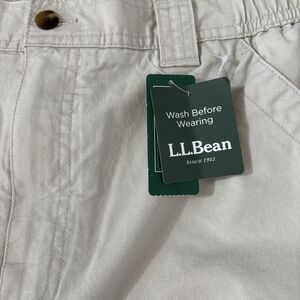 Wash Before
Wearing
L.L.Bean
SINCE 1912